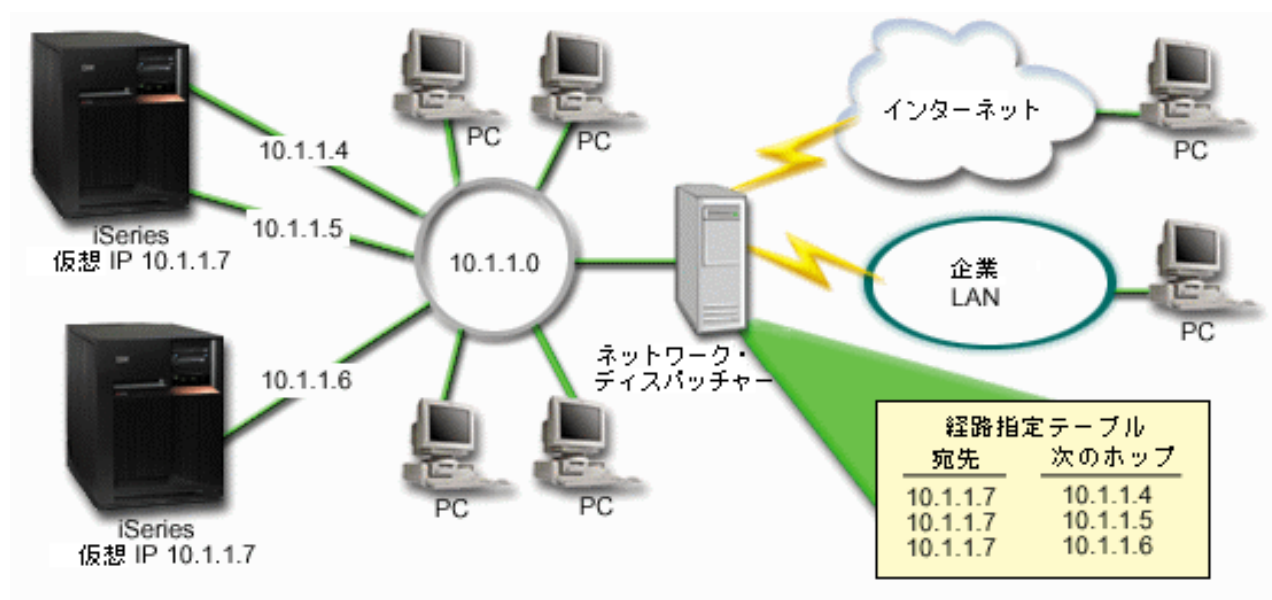 10.1.1.4
10.1.1.5
iSeries
仮想 IP 10.1.1.7
10.1.1.6
iSeries
仮想 IP 10.1.1.7
PC
PC
10.1.1.0
PC
PC
ネットワーク・
ディスパッチャー
インターネット
PC
企業
LAN
PC
経路指定テーブル
宛先 次のホップ
10.1.1.7 10.1.1.4
10.1.1.7 10.1.1.5
10.1.1.7 10.1.1.6